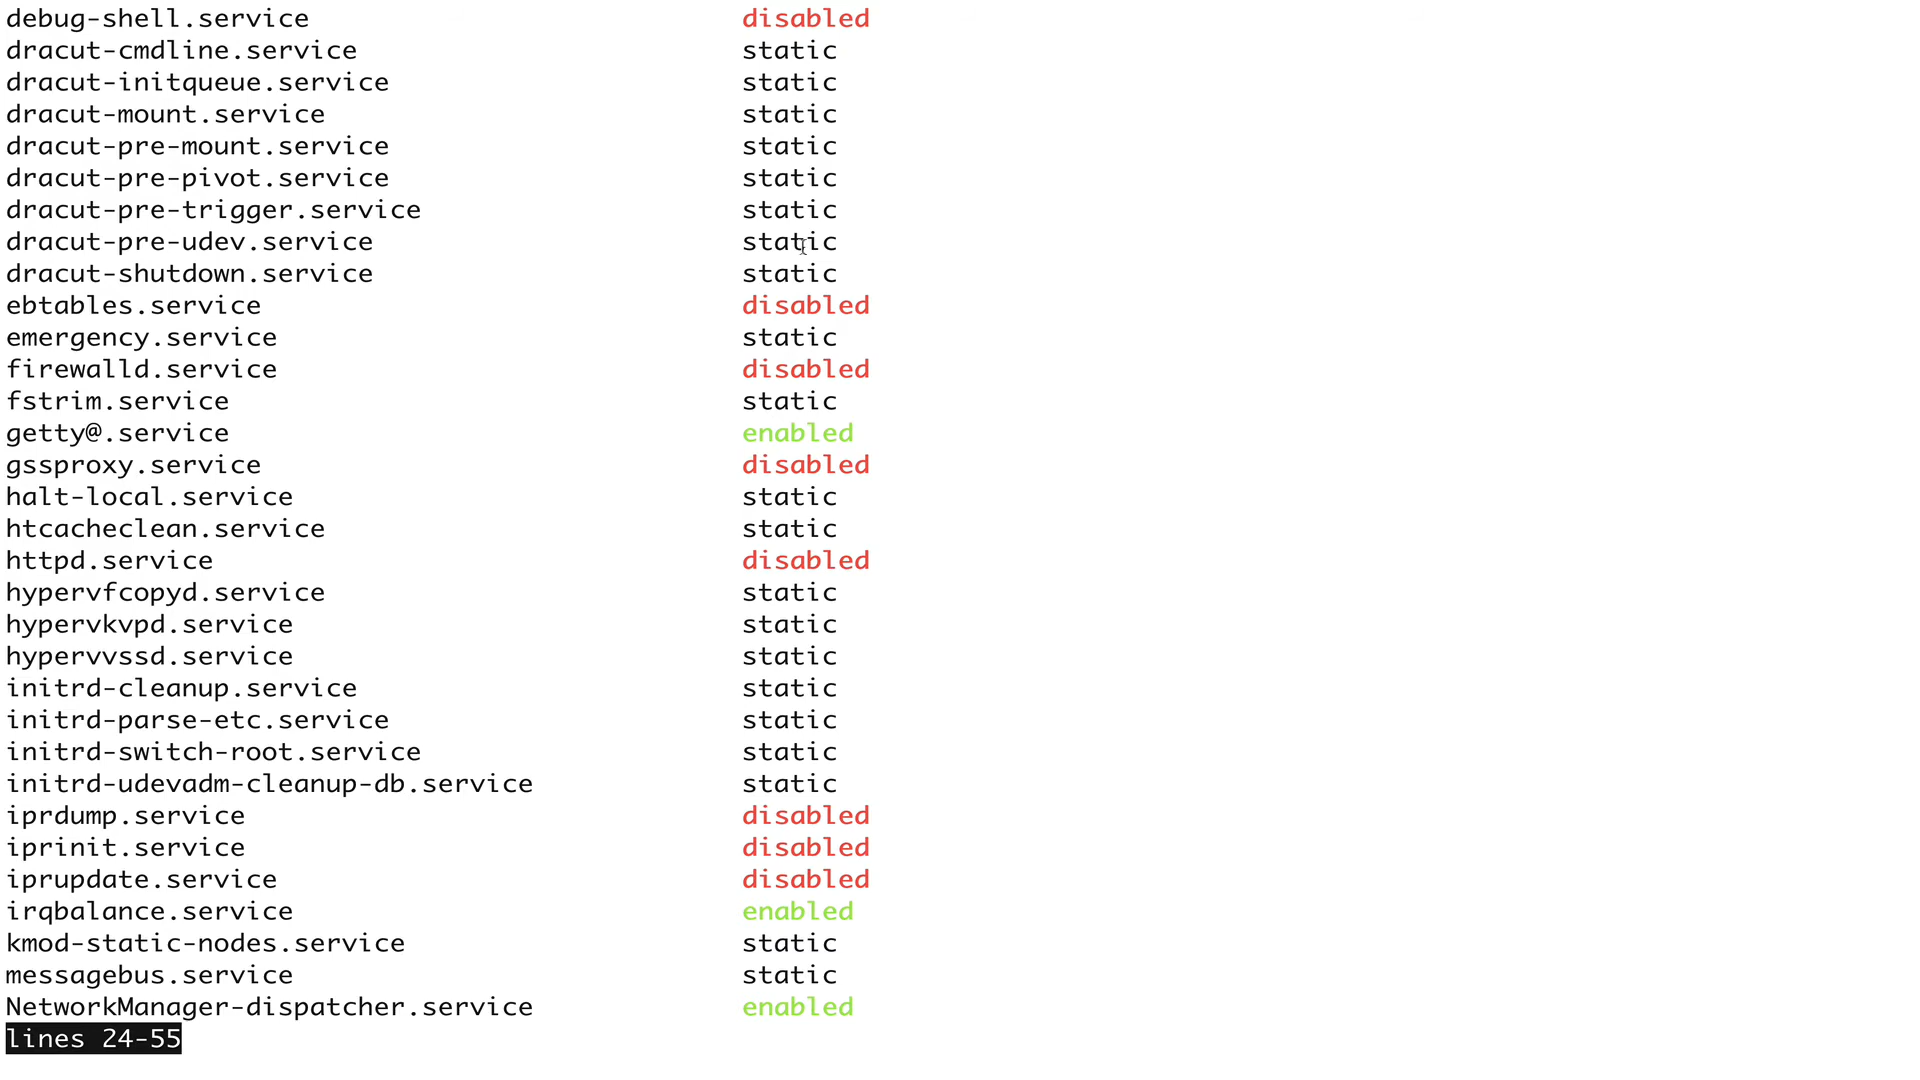 debug-shell.service disabled
dracut-cmdline.service static
dracut-initqueue.service static
dracut-mount.service static
dracut-pre-mount.service static
dracut-pre-pivot.service static
dracut-pre-trigger.service static
dracut-pre-udev.service static
dracut-shutdown.service static
ebtables.service disabled
emergency.service static
firewalld.service disabled
fstrim.service static
getty@.service enabled
gssproxy.service disabled
halt-local.service static
htcacheclean.service static
httpd.service disabled
hypervfcopyd.service static
hypervkvpd.service static
hypervvssd.service static
initrd-cleanup.service static
initrd-parse-etc.service static
initrd-switch-root.service static
initrd-udevadm-cleanup-db.service static
iprdump.service disabled
iprinit.service disabled
iprupdate.service disabled
irqbalance.service enabled
kmod-static-nodes.service static
messagebus.service static
NetworkManager-dispatcher.service enabled
lines 24-55